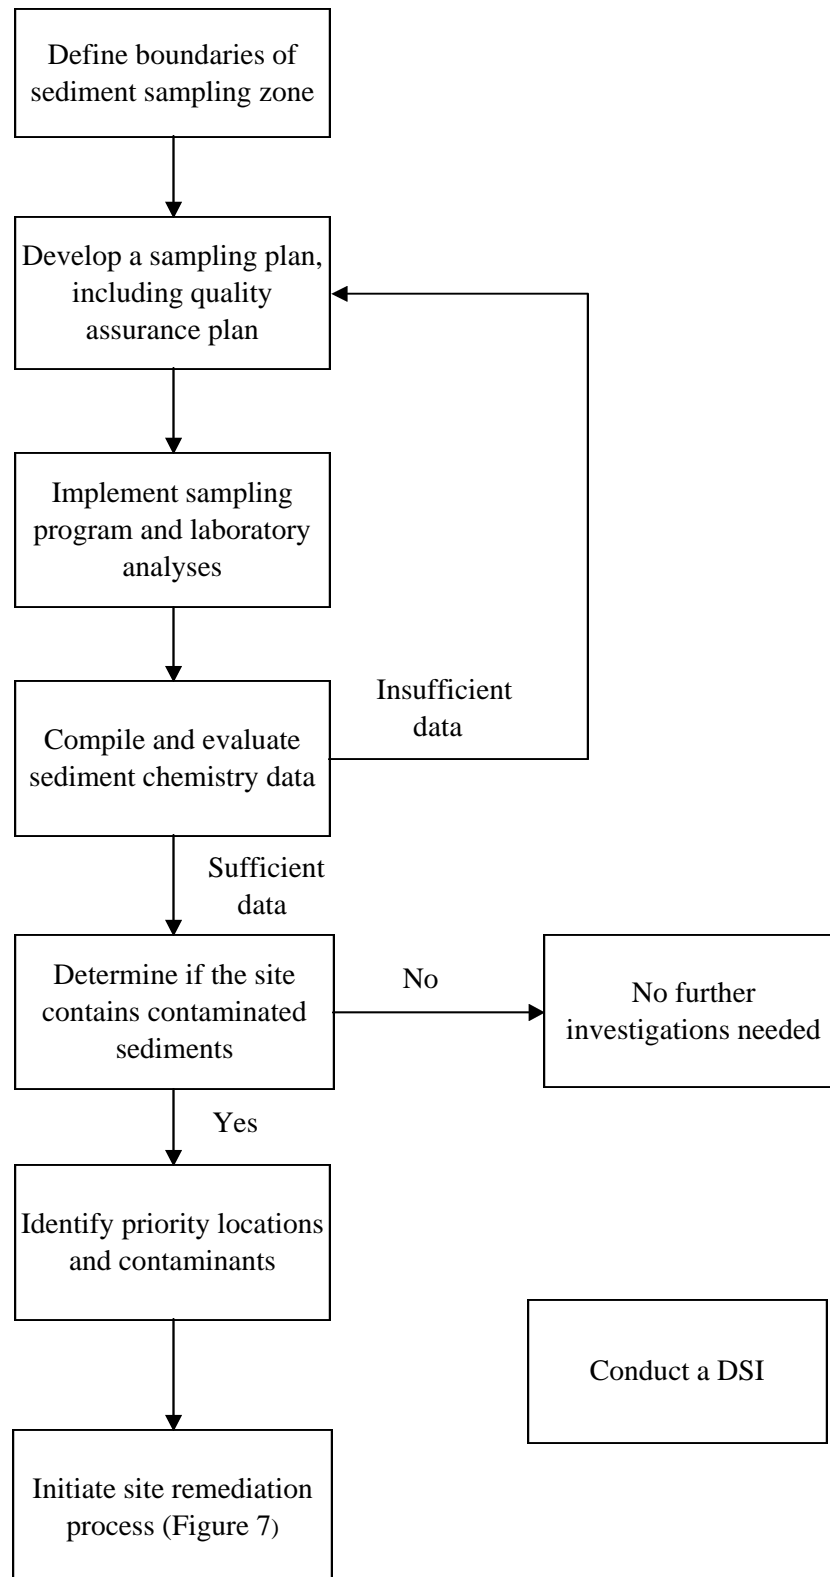 Define boundaries of
sediment sampling zone
Develop a sampling plan,
including quality
assurance plan
Implement sampling
program and laboratory
analyses
Insufficient
data
Compile and evaluate
sediment chemistry data
Sufficient
data
Determine if the site
contains contaminated
sediments
No
No further
investigations needed
Yes
Identify priority locations
and contaminants
Conduct a DSI
Initiate site remediation
process (Figure 7)